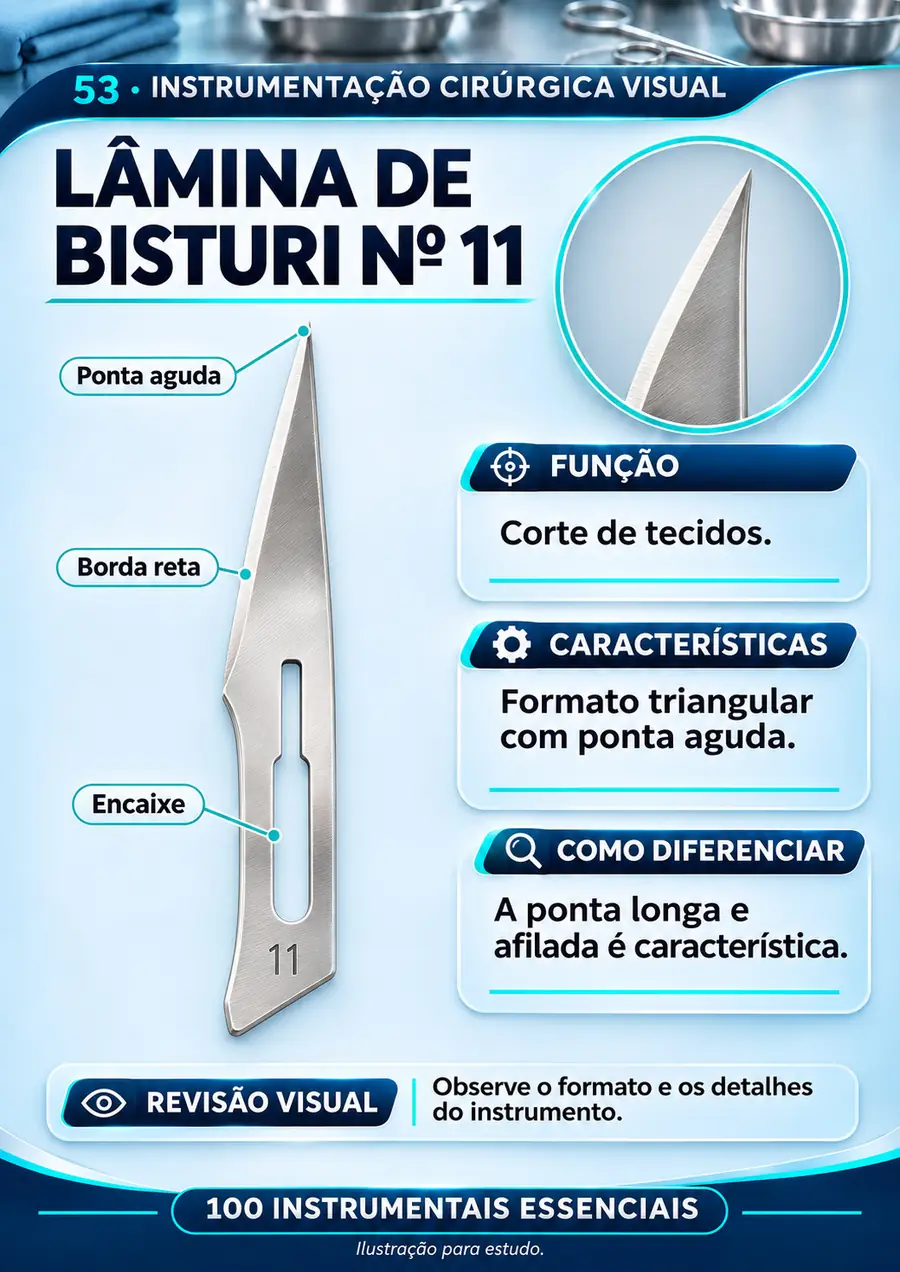 53 • INSTRUMENTAÇÃO CIRÚRGICA VISUAL
LÂMINA DE
BISTURI Nº 11
Ponta aguda
Borda reta
Encaixe
11
FUNÇÃO
Corte de tecidos.
CARACTERÍSTICAS
Formato triangular
com ponta aguda.
COMO DIFERENCIAR
A ponta longa e
afilada é característica.
REVISÃO VISUAL
Observe o formato e os detalhes
do instrumento.
100 INSTRUMENTAIS ESSENCIAIS
Ilustração para estudo.